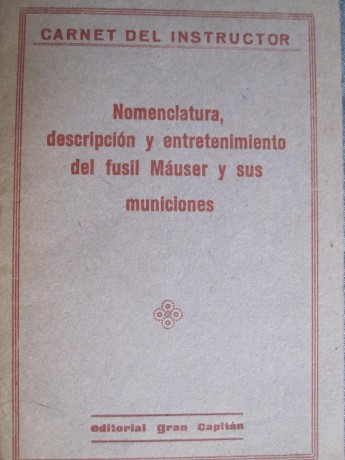 CARNET DEL INSTRUCTOR
Nomenclatura,
descripción y entretenimiento
del fusil Máuser y sus
municiones
editorial Gran Capitán